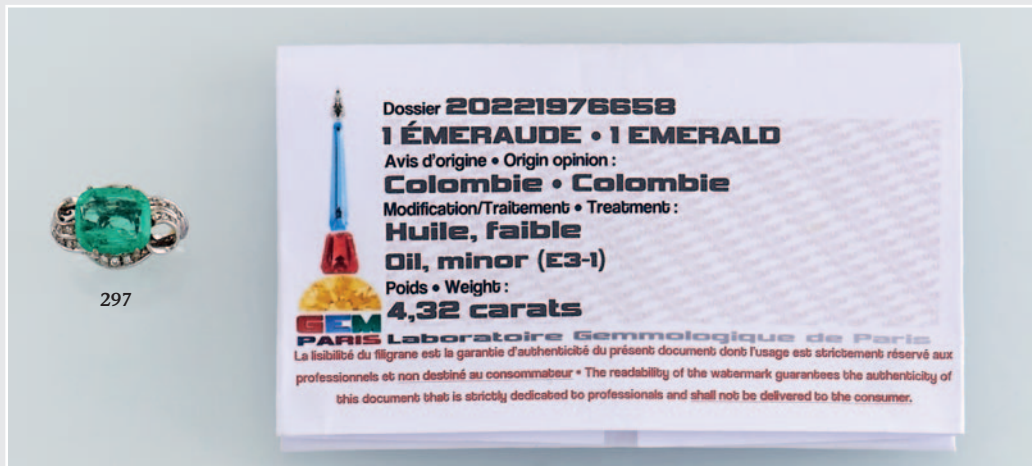 297
Dossier 20221976658
1 ÉMERAUDE • 1 EMERALD
Avis d'origine • Origin opinion :
Colombie • Colombie
Modification/Traitement • Treatment :
Huile, faible
Oil, minor (E3-1)
Poids • Weight :
4,32 carats
GEM
PARIS Laboratoire Gemmologique de Paris
La lisibilité du filigrane est la garantie d'authenticité du présent document dont l'usage est strictement réservé aux
professionnels et non destiné au consommateur • The readability of the watermark guarantees the authenticity of
this document that is strictly dedicated to professionals and shall not be delivered to the consumer.